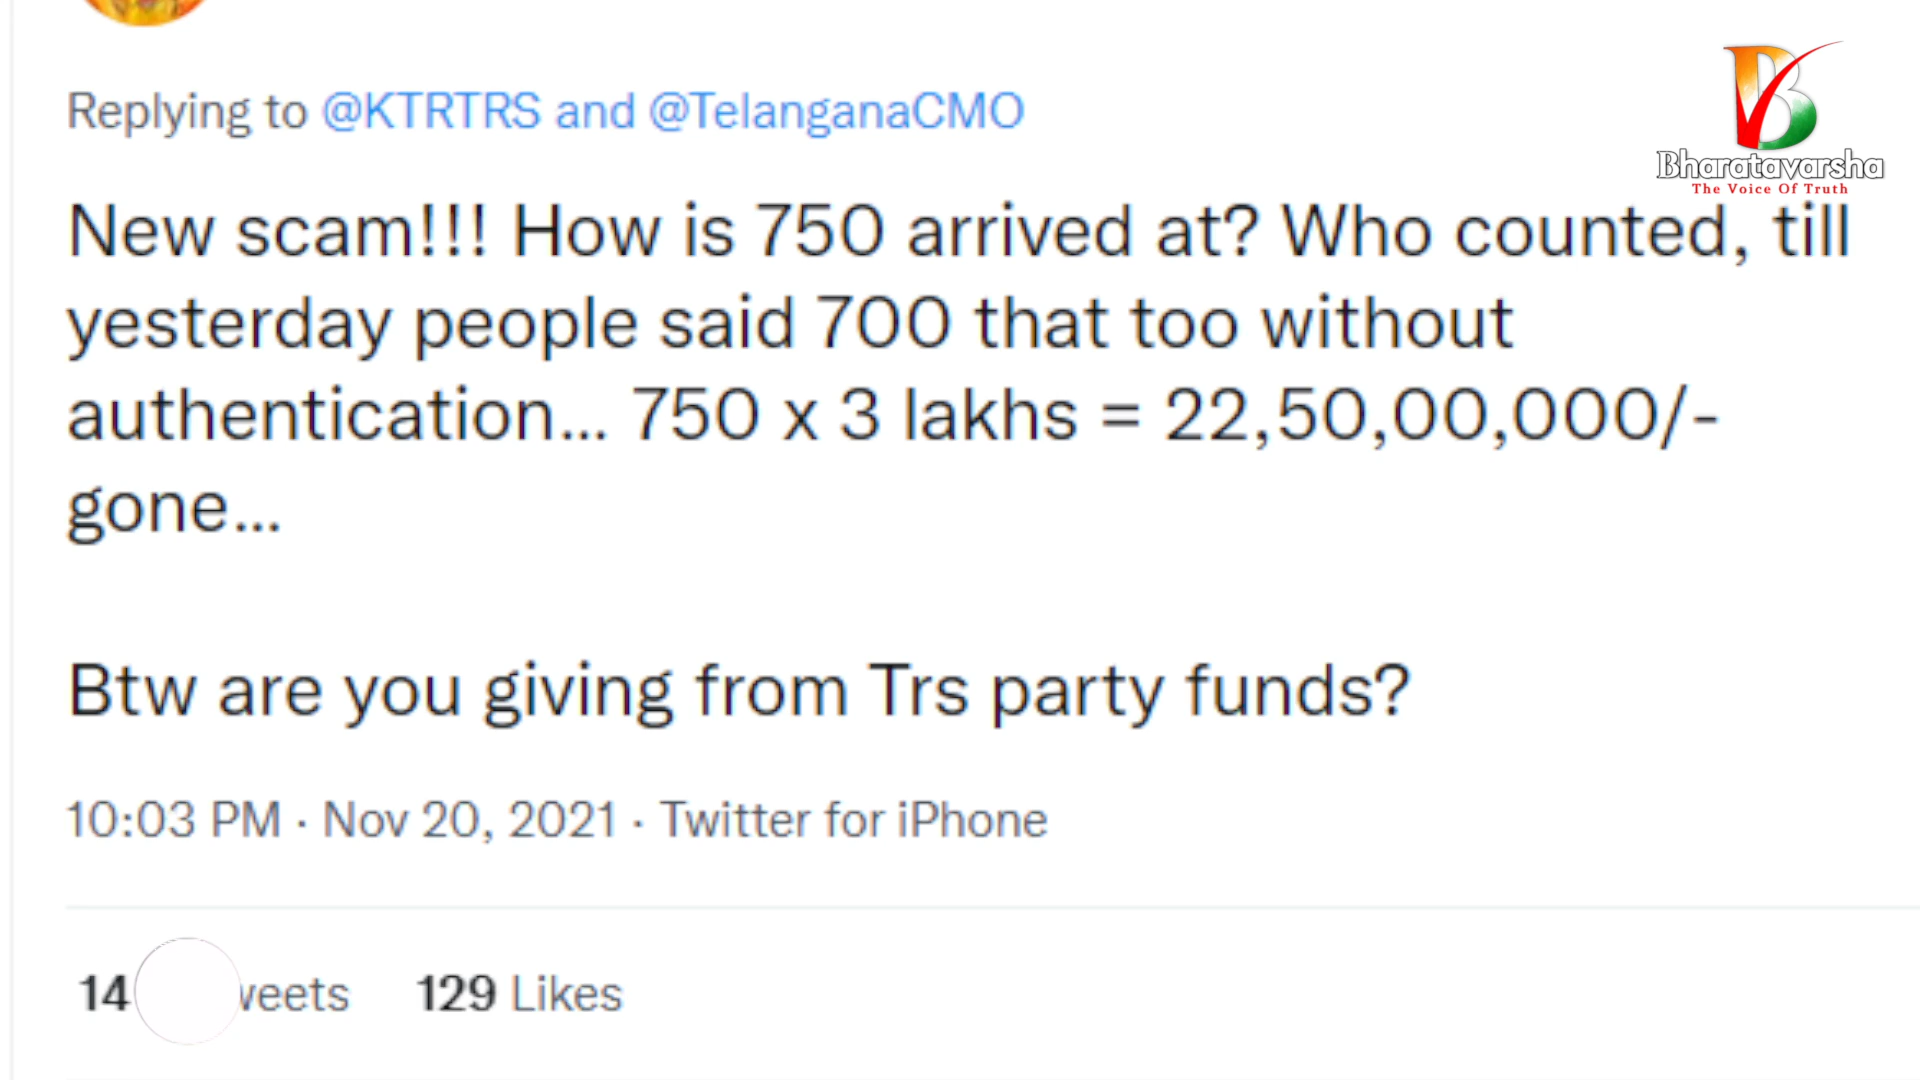 Replying to @KTRTRS and @TelanganaCMO
Bharatavarsha
The Voice Of Truth
New scam!!! How is 750 arrived at? Who counted, till
yesterday people said 700 that too without
authentication... 750 x 3 lakhs = 22,50,00,000/-
gone...
Btw are you giving from Trs party funds?
10:03 PM · Nov 20, 2021 · Twitter for iPhone
14 weets 129 Likes